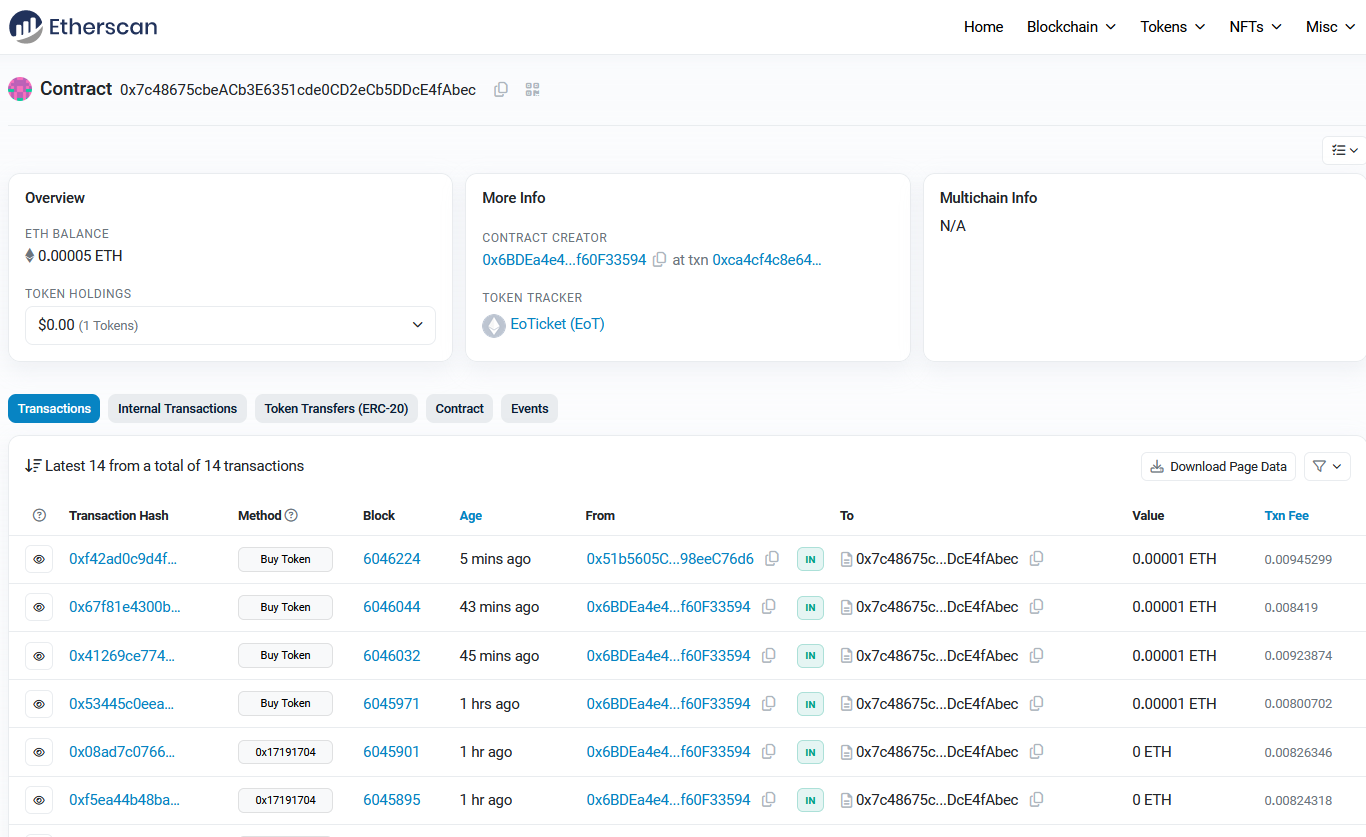 Etherscan
Home Blockchain Tokens NFTs Misc
Contract 0x7c48675cbeACb3E6351cde0CD2eCb5DDcE4fAbec
Overview
ETH BALANCE
0.00005 ETH
TOKEN HOLDINGS
$0.00 (1 Tokens)
More Info
CONTRACT CREATOR
0x6BDEa4e4...f60F33594 at txn 0xca4cf4c8e64...
TOKEN TRACKER
EoTicket (EoT)
Multichain Info
N/A
Transactions Internal Transactions Token Transfers (ERC-20) Contract Events
Latest 14 from a total of 14 transactions Download Page Data
Transaction Hash Method Block Age From To Value Txn Fee
0xf42ad0c9d4f... Buy Token 6046224 5 mins ago 0x51b5605C...98eeC76d6 IN 0x7c48675c...DcE4fAbec 0.00001 ETH 0.00945299
0x67f81e4300b... Buy Token 6046044 43 mins ago 0x6BDEa4e4...f60F33594 IN 0x7c48675c...DcE4fAbec 0.00001 ETH 0.008419
0x41269ce774... Buy Token 6046032 45 mins ago 0x6BDEa4e4...f60F33594 IN 0x7c48675c...DcE4fAbec 0.00001 ETH 0.00923874
0x53445c0eea... Buy Token 6045971 1 hrs ago 0x6BDEa4e4...f60F33594 IN 0x7c48675c...DcE4fAbec 0.00001 ETH 0.00800702
0x08ad7c0766... 0x17191704 6045901 1 hr ago 0x6BDEa4e4...f60F33594 IN 0x7c48675c...DcE4fAbec 0 ETH 0.00826346
0xf5ea44b48ba... 0x17191704 6045895 1 hr ago 0x6BDEa4e4...f60F33594 IN 0x7c48675c...DcE4fAbec 0 ETH 0.00824318